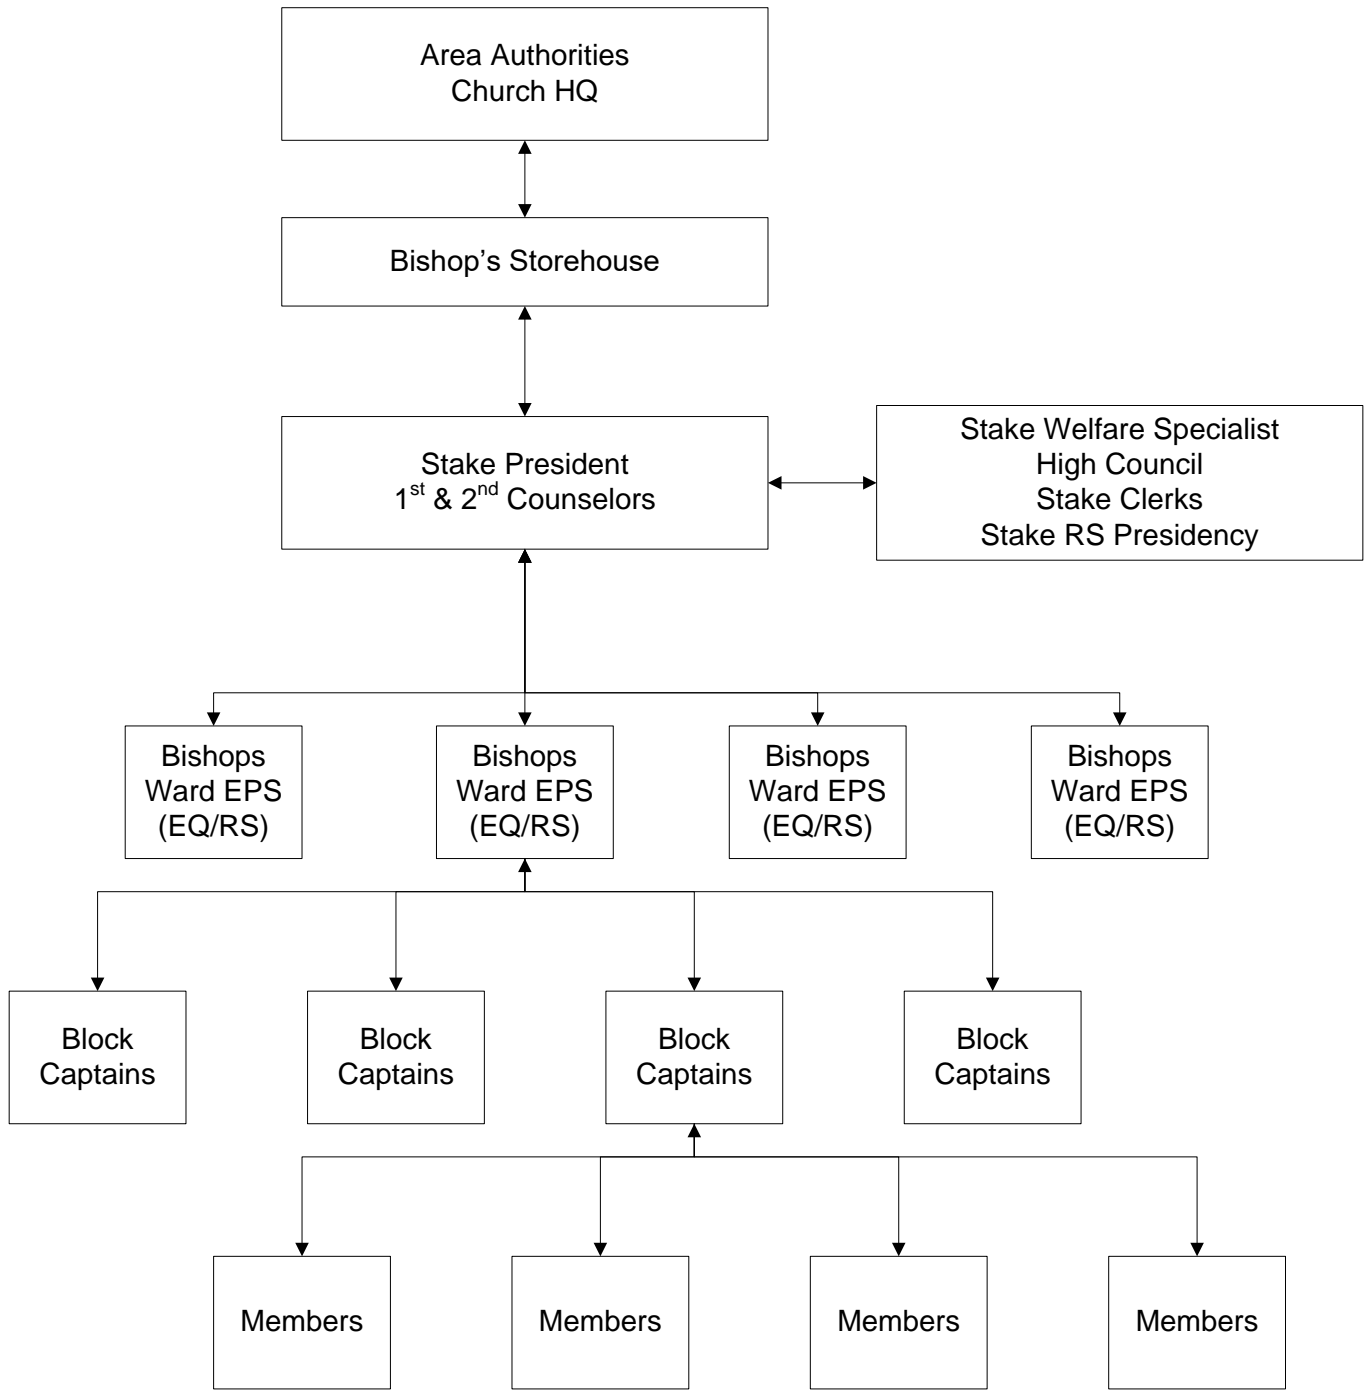 Area Authorities
Church HQ
Bishop’s Storehouse
Stake President
1st & 2nd Counselors
Stake Welfare Specialist
High Council
Stake Clerks
Stake RS Presidency
Bishops
Ward EPS
(EQ/RS)
Bishops
Ward EPS
(EQ/RS)
Bishops
Ward EPS
(EQ/RS)
Bishops
Ward EPS
(EQ/RS)
Block
Captains
Block
Captains
Block
Captains
Block
Captains
Members
Members
Members
Members